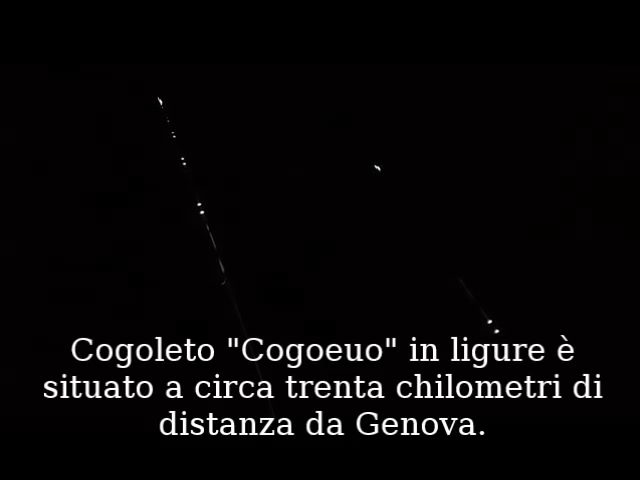 Cogoleto "Cogoeuo" in ligure è
situato a circa trenta chilometri di
distanza da Genova.